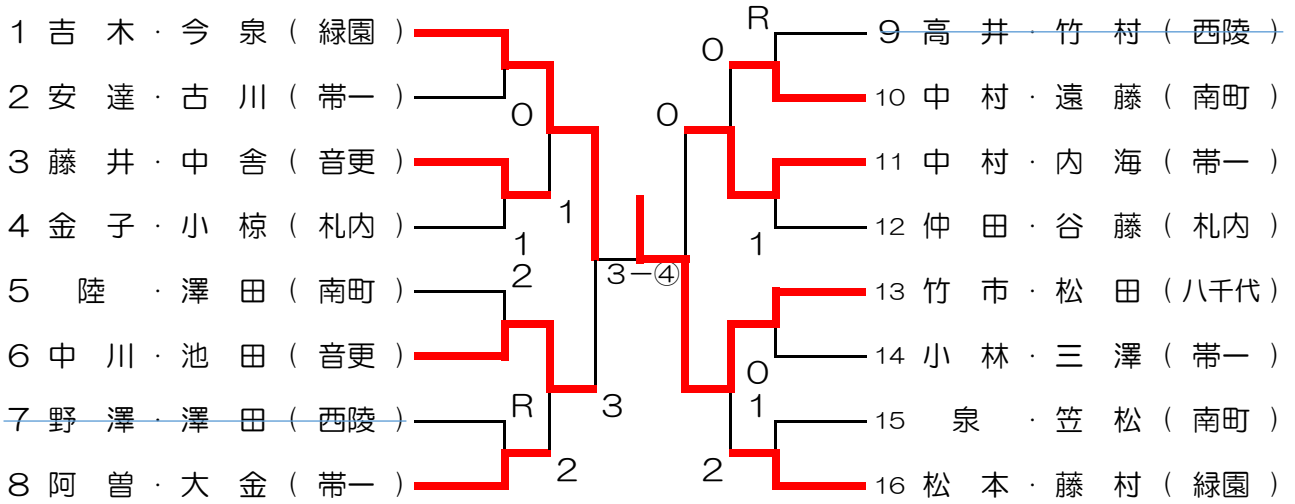 1 吉 木 · 今 泉 ( 緑園 )
2 安 達 · 古 川 ( 帯一 )
0
3 藤 井 · 中 舎 ( 音更 )
1
4 金 子 · 小 椋 ( 札内 )
1
2
5 陸 · 澤 田 ( 南町 )
6 中 川 · 池 田 ( 音更 )
R
3
7 野 澤 · 澤 田 ( 西陵 )
2
8 阿 曽 · 大 金 ( 帯一 )
3－④
R
9 高 井 · 竹 村 ( 西陵 )
0
10 中 村 · 遠 藤 ( 南町 )
0
11 中 村 · 内 海 ( 帯一 )
12 仲 田 · 谷 藤 ( 札内 )
1
13 竹 市 · 松 田 ( 八千代 )
14 小 林 · 三 澤 ( 帯一 )
0
1
15 泉 · 笠 松 ( 南町 )
2
16 松 本 · 藤 村 ( 緑園 )